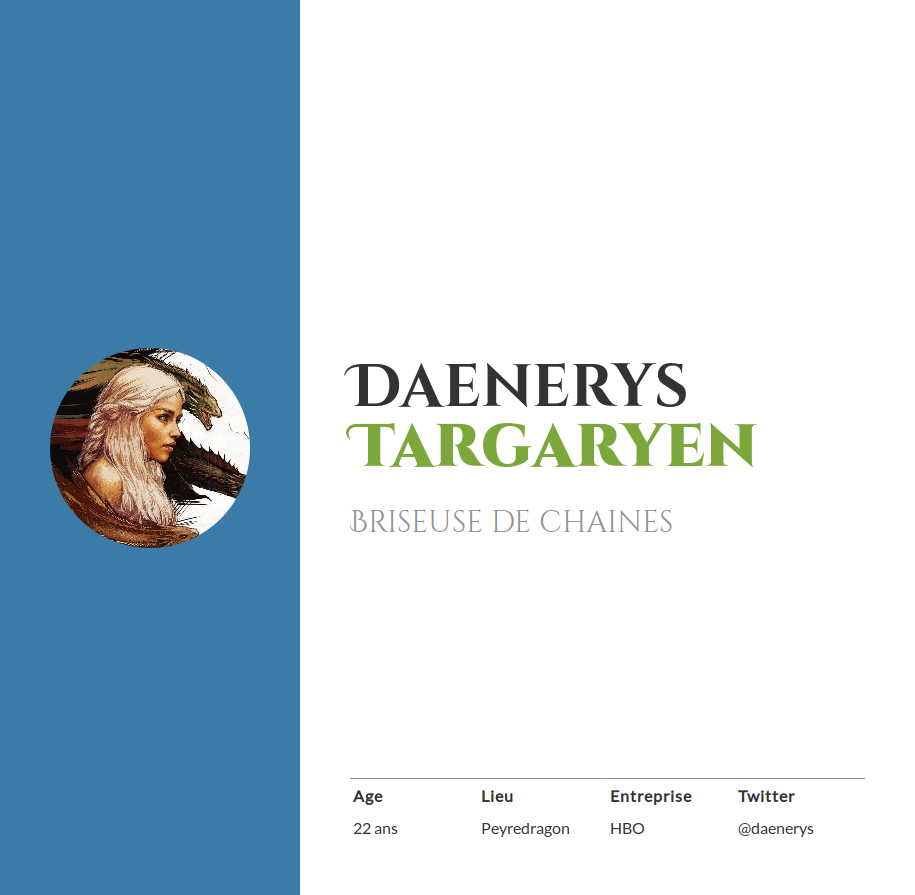 Daenerys
Targaryen
Briseuse de chaines
Age Lieu Entreprise Twitter
22 ans Peyredragon HBO @daenerys